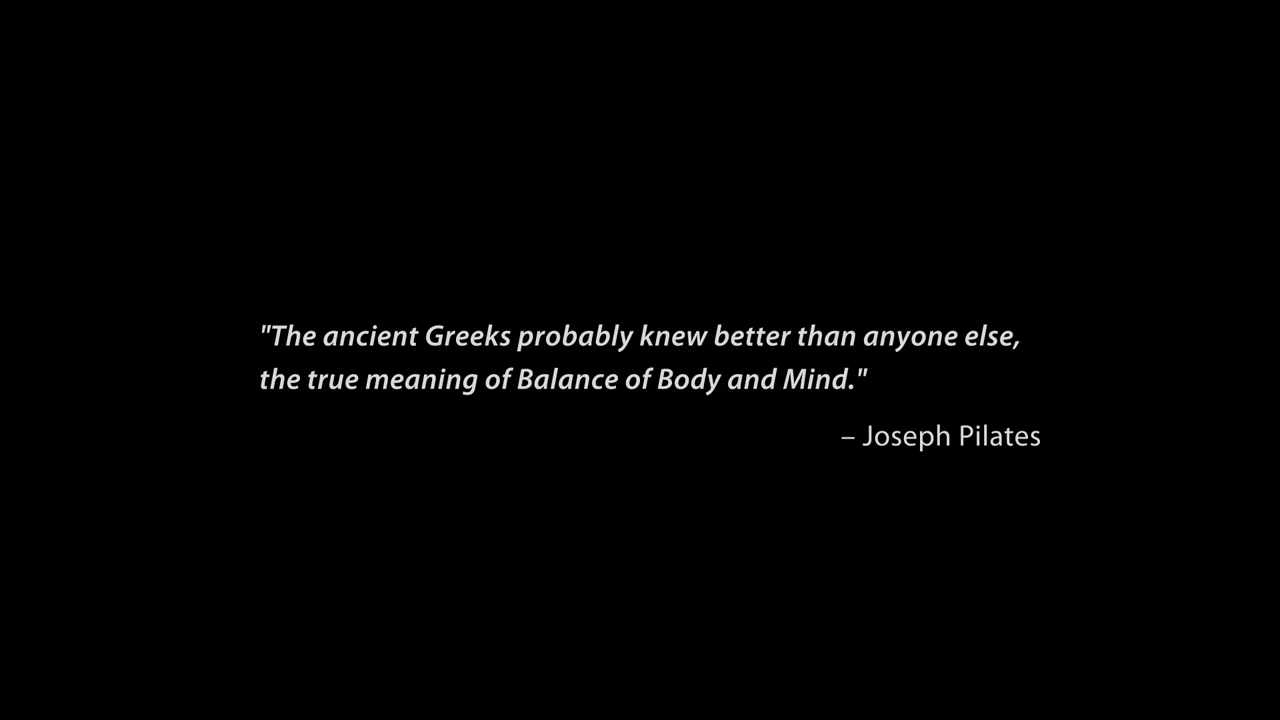 "The ancient Greeks probably knew better than anyone else,
the true meaning of Balance of Body and Mind."
– Joseph Pilates